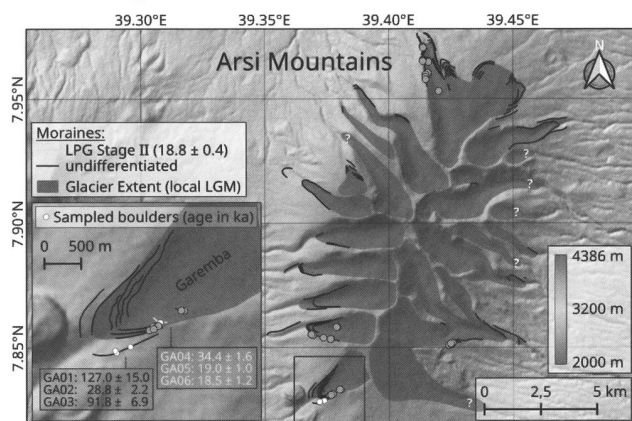 39.30°E 39.35°E 39.40°E 39.45°E
Arsi Mountains
N
7.95°N
7.90°N
7.85°N
Moraines:
LPG Stage II (18.8 ± 0.4)
undifferentiated
Glacier Extent (local LGM)
Sampled boulders (age in ka)
0 500 m
Garemba
GA04: 34.4 ± 1.6
GA05: 19.0 ± 1.0
GA06: 18.5 ± 1.2
GA01: 127.0 ± 15.0
GA02: 28.8 ± 2.2
GA03: 91.8 ± 6.9
?
?
?
?
?
?
4386 m
3200 m
2000 m
0 2,5 5 km